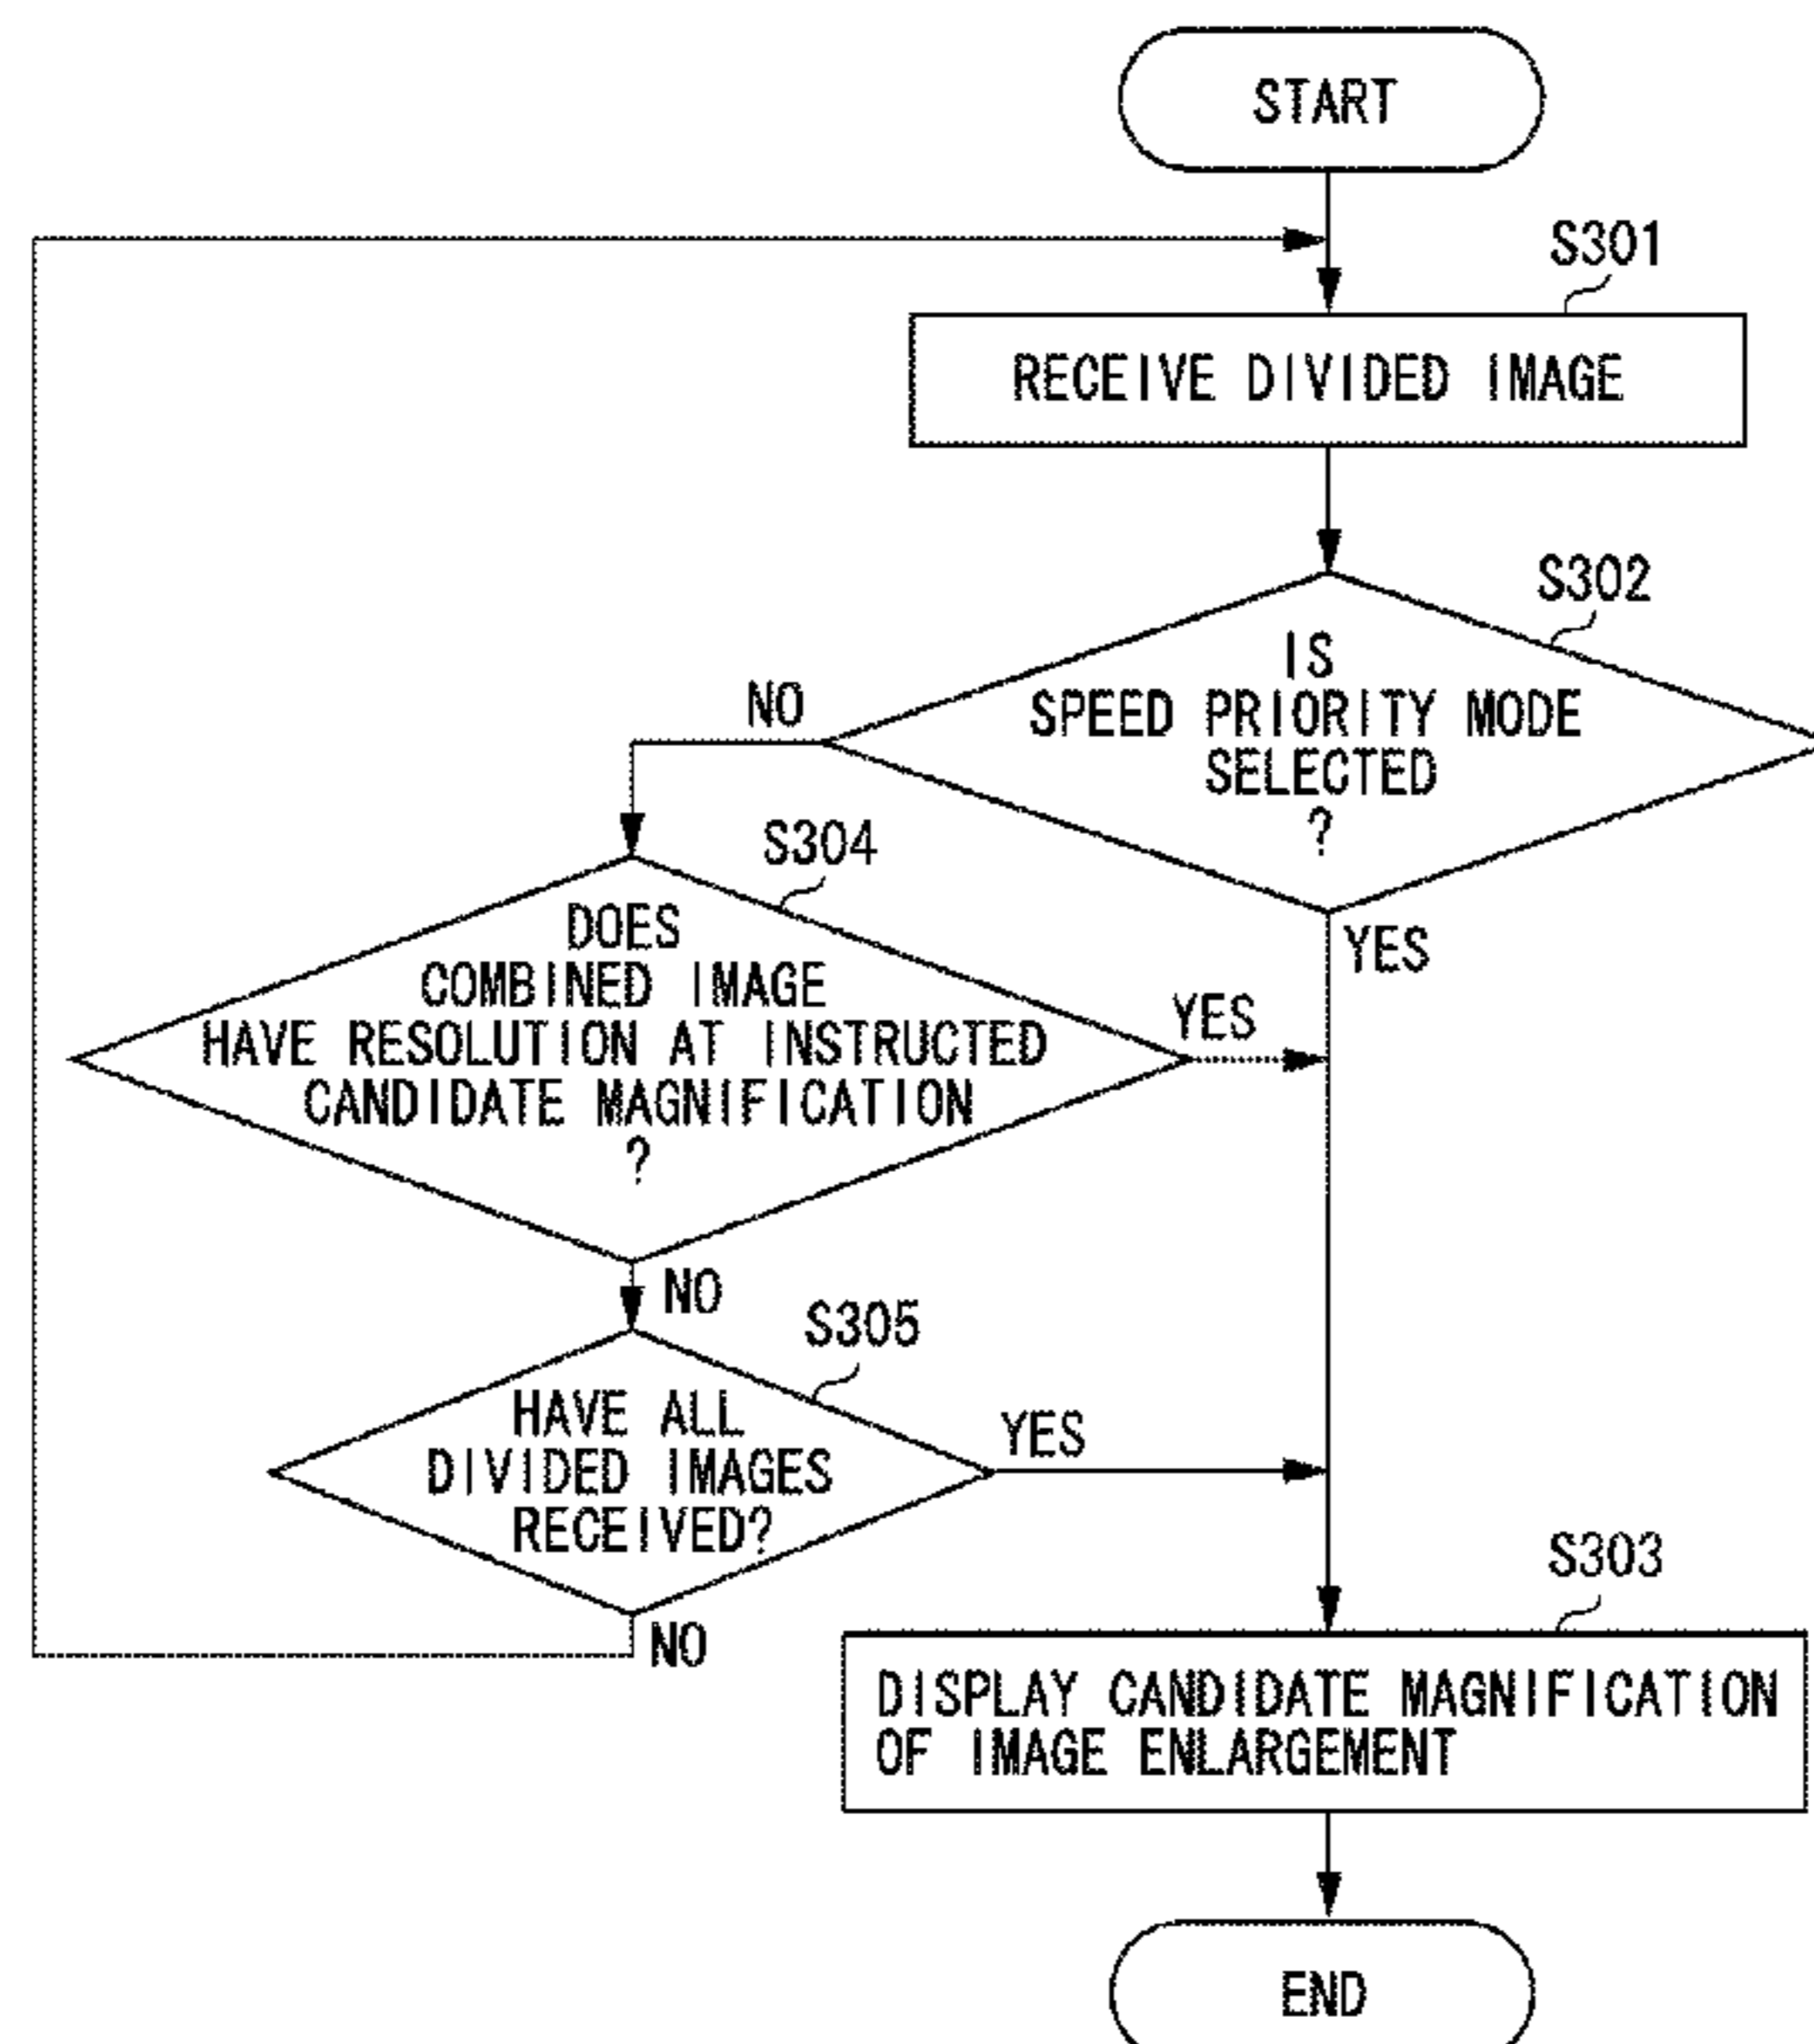 START
S301
RECEIVE DIVIDED IMAGE
S302
IS
SPEED PRIORITY MODE
SELECTED
?
NO
YES
S304
DOES
COMBINED IMAGE
HAVE RESOLUTION AT INSTRUCTED
CANDIDATE MAGNIFICATION
?
YES
NO
S305
HAVE ALL
DIVIDED IMAGES
RECEIVED?
YES
NO
S303
DISPLAY CANDIDATE MAGNIFICATION
OF IMAGE ENLARGEMENT
END